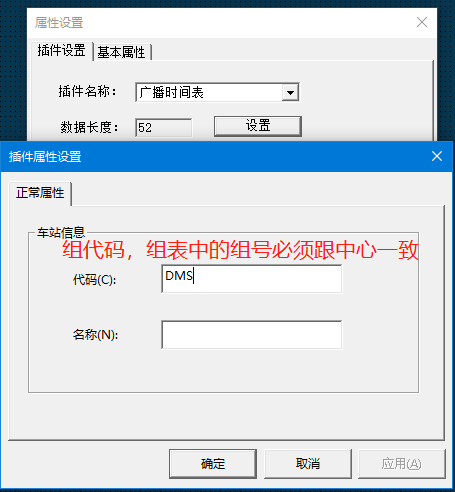 属性设置
插件设置 基本属性
插件名称： 广播时间表
数据长度： 52 设置
插件属性设置
正常属性
车站信息
组代码，组表中的组号必须跟中心一致
代码(C): DMS
名称(N):
确定 取消 应用(A)